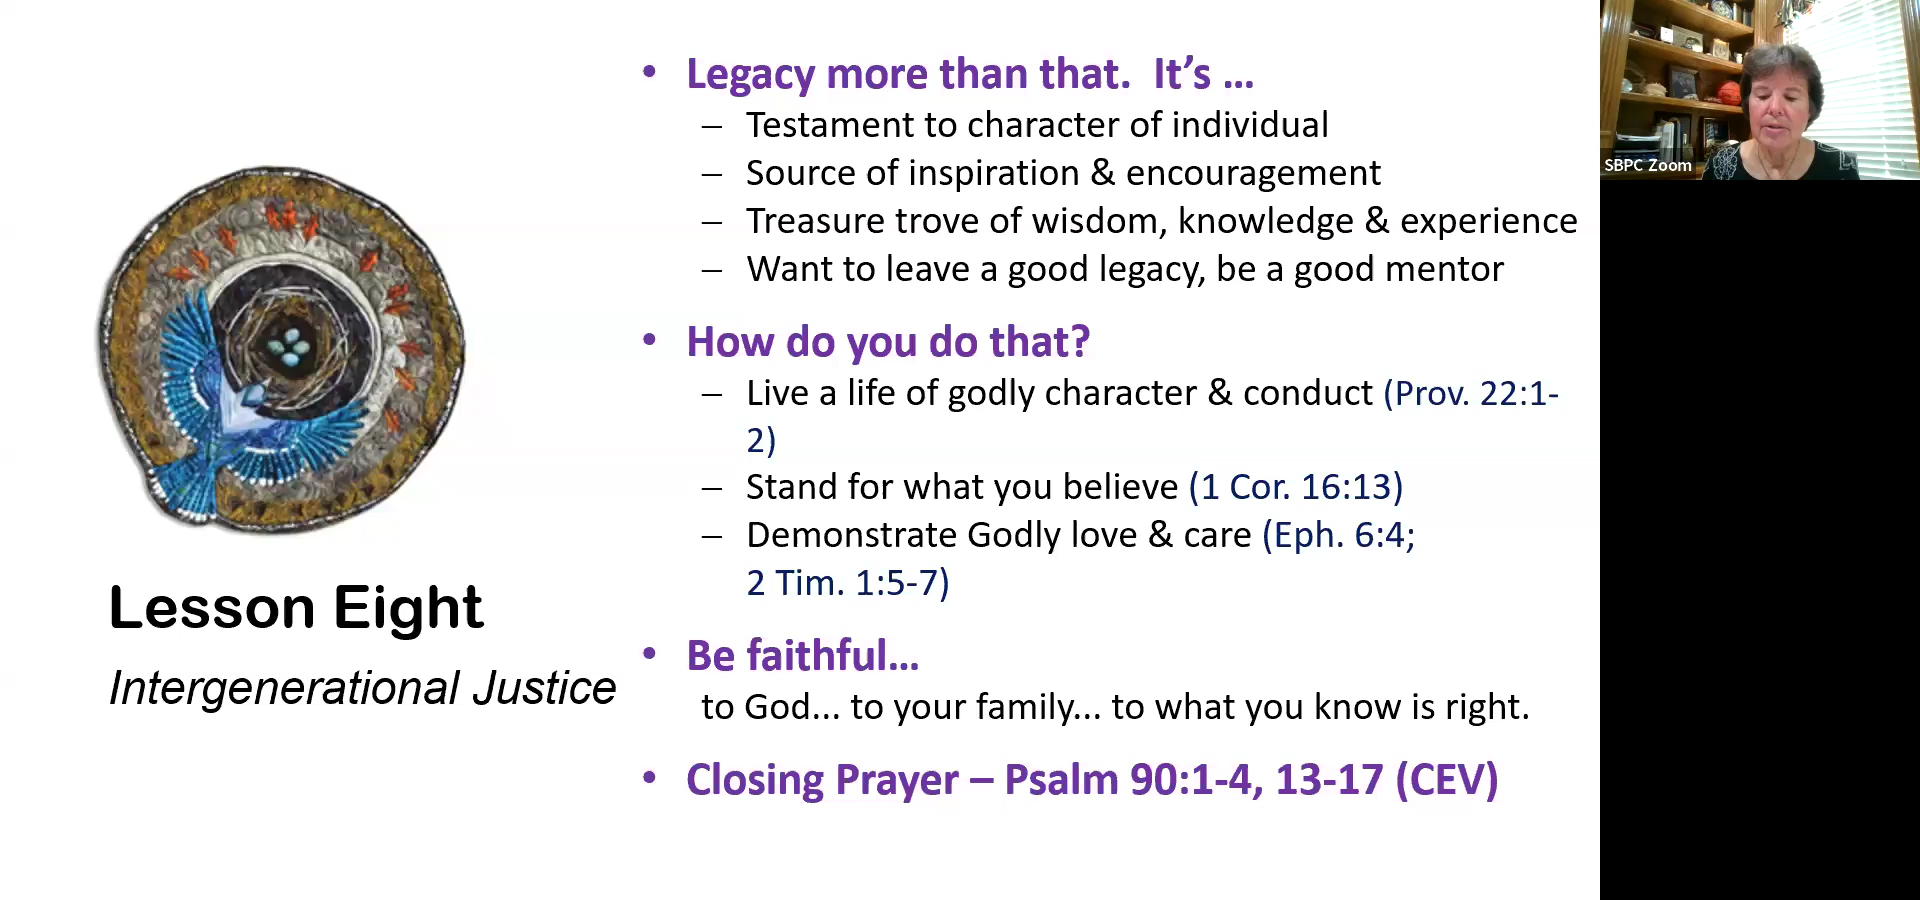 Legacy more than that.  It’s ...
– Testament to character of individual
– Source of inspiration & encouragement
– Treasure trove of wisdom, knowledge & experience
– Want to leave a good legacy, be a good mentor
How do you do that?
– Live a life of godly character & conduct (Prov. 22:1-
2)
– Stand for what you believe (1 Cor. 16:13)
– Demonstrate Godly love & care (Eph. 6:4;
2 Tim. 1:5-7)
Be faithful...
to God... to your family... to what you know is right.
Closing Prayer – Psalm 90:1-4, 13-17 (CEV)
Lesson Eight
Intergenerational Justice
SBPC Zoom